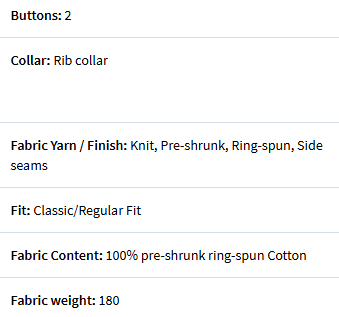 Buttons: 2
Collar: Rib collar
Fabric Yarn / Finish: Knit, Pre-shrunk, Ring-spun, Side
seams
Fit: Classic/Regular Fit
Fabric Content: 100% pre-shrunk ring-spun Cotton
Fabric weight: 180